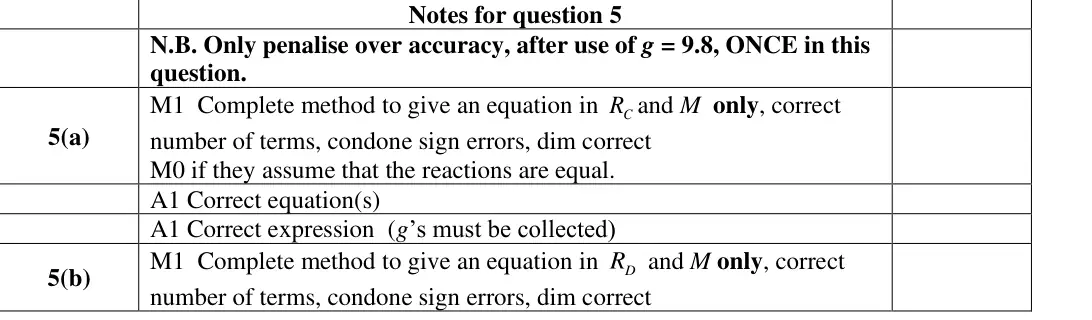 Notes for question 5
N.B. Only penalise over accuracy, after use of g = 9.8, ONCE in this
question.
5(a)
M1 Complete method to give an equation in R_C and M only, correct
number of terms, condone sign errors, dim correct
M0 if they assume that the reactions are equal.
A1 Correct equation(s)
A1 Correct expression (g’s must be collected)
5(b)
M1 Complete method to give an equation in R_D and M only, correct
number of terms, condone sign errors, dim correct